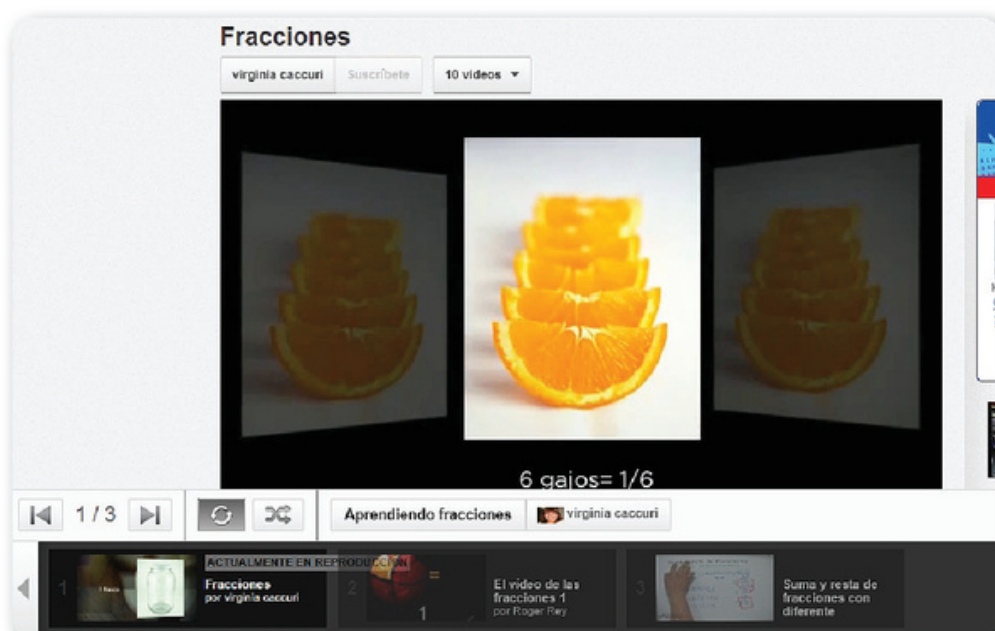 Fracciones
virginia caccuri Suscríbete 10 videos
6 gajos= 1/6
1 / 3 Aprendiendo fracciones virginia caccuri
ACTUALMENTE EN REPRODUCCIÓN
1 Fracciones
por virginia caccuri
2 =
1
El video de las
fracciones 1
por Roger Rey
3 Suma y resta de
fracciones con
diferente